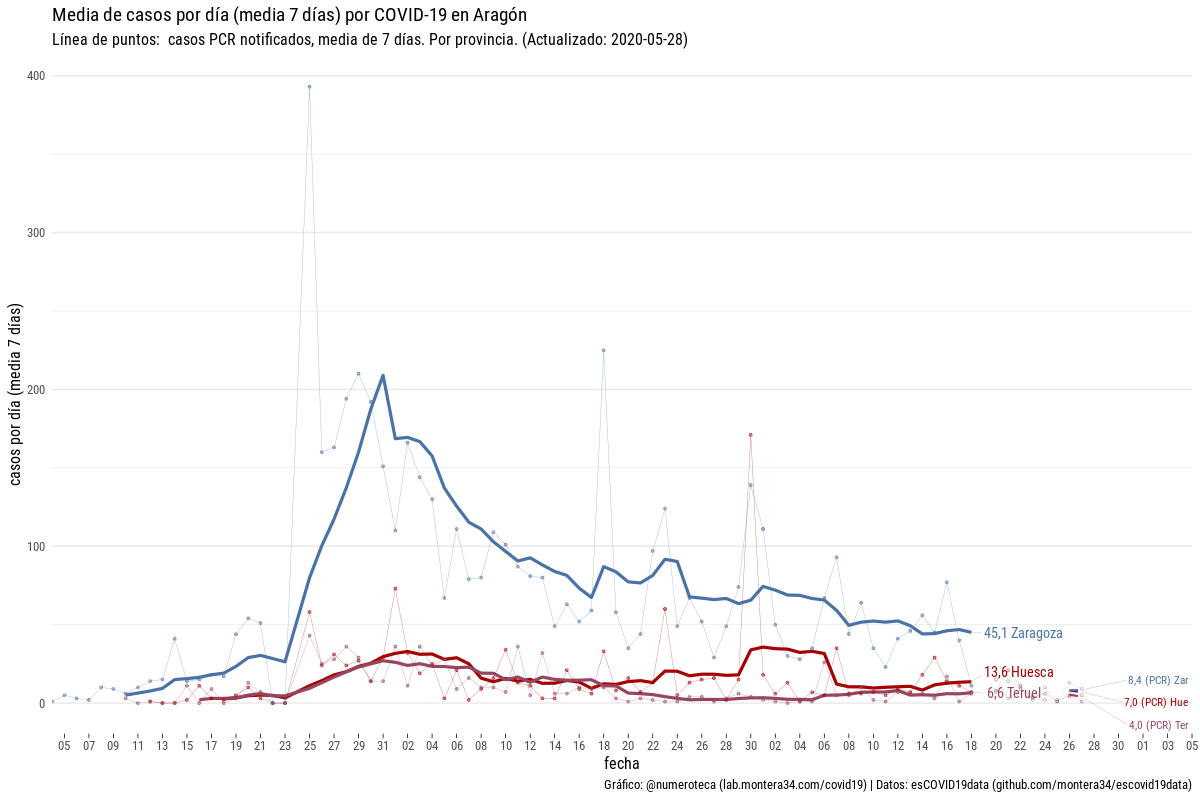 Media de casos por día (media 7 días) por COVID-19 en Aragón
Línea de puntos:  casos PCR notificados, media de 7 días. Por provincia. (Actualizado: 2020-05-28)
400
300
200
100
0
casos por día (media 7 días)
45,1 Zaragoza
13,6 Huesca
6,6 Teruel
8,4 (PCR) Zar
7,0 (PCR) Hue
4,0 (PCR) Ter
05 07 09 11 13 15 17 19 21 23 25 27 29 31 02 04 06 08 10 12 14 16 18 20 22 24 26 28 30 02 04 06 08 10 12 14 16 18 20 22 24 26 28 30 01 03 05
fecha
Gráfico: @numeroteca (lab.montera34.com/covid19) | Datos: esCOVID19data (github.com/montera34/escovid19data)